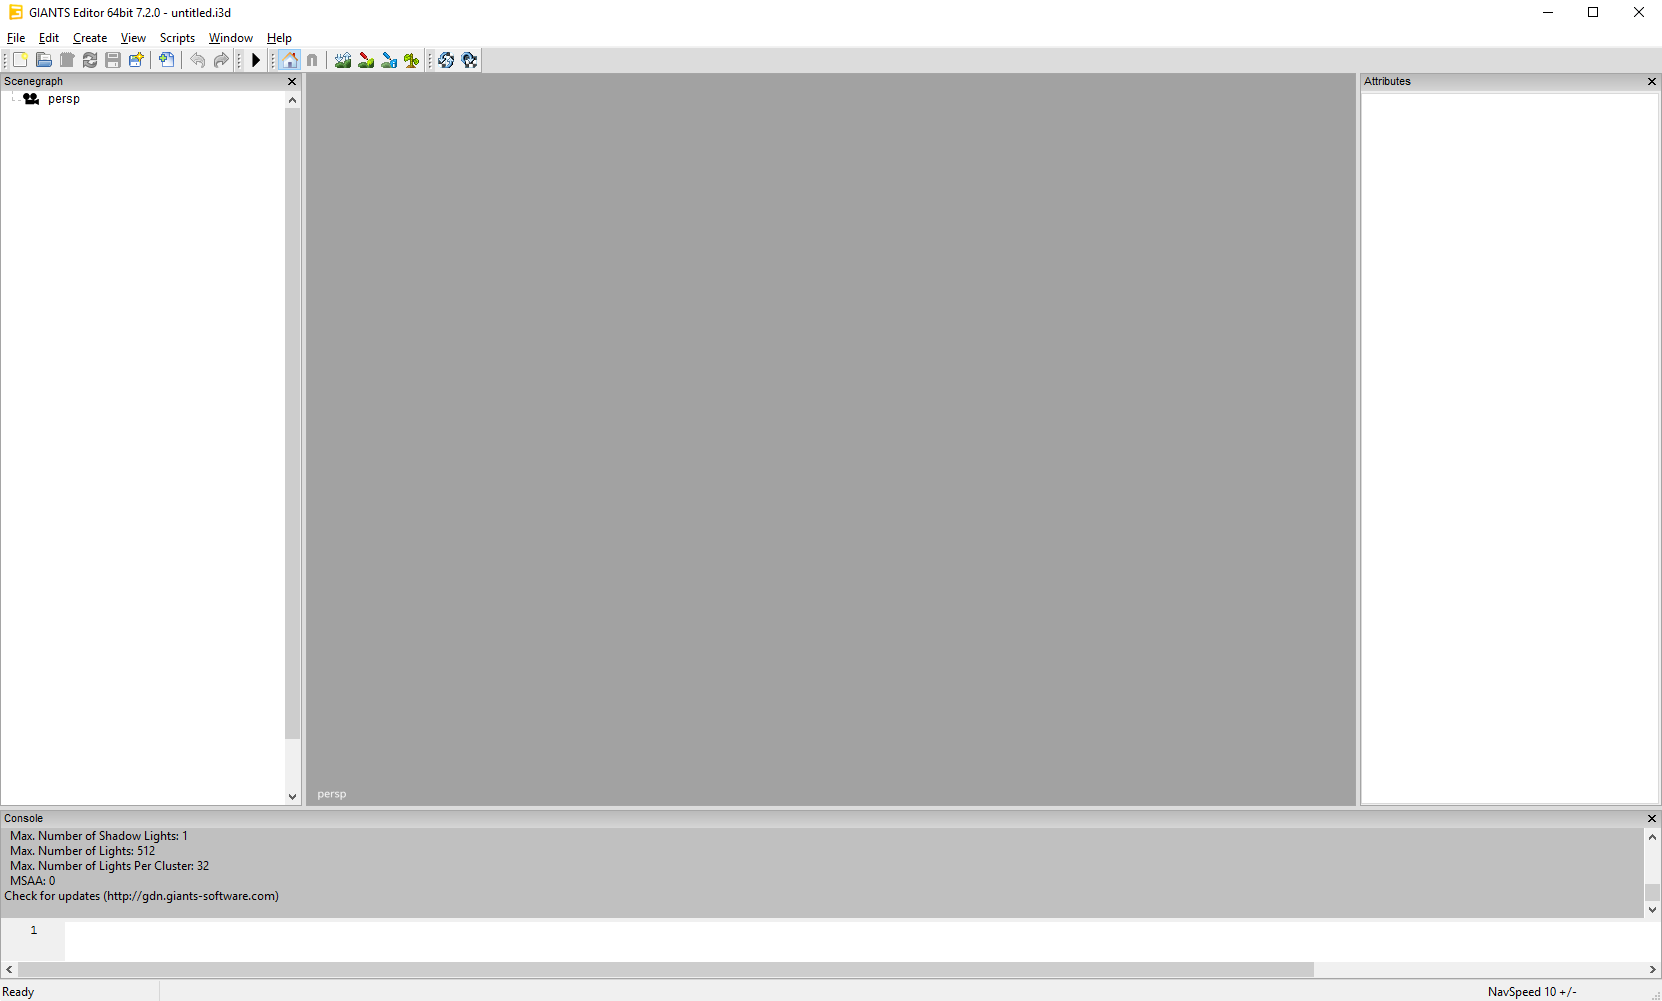 GIANTS Editor 64bit 7.2.0 - untitled.i3d
File Edit Create View Scripts Window Help
Scenegraph
persp
persp
Attributes
Console
Max. Number of Shadow Lights: 1
Max. Number of Lights: 512
Max. Number of Lights Per Cluster: 32
MSAA: 0
Check for updates (http://gdn.giants-software.com)
1
Ready
NavSpeed 10 +/-